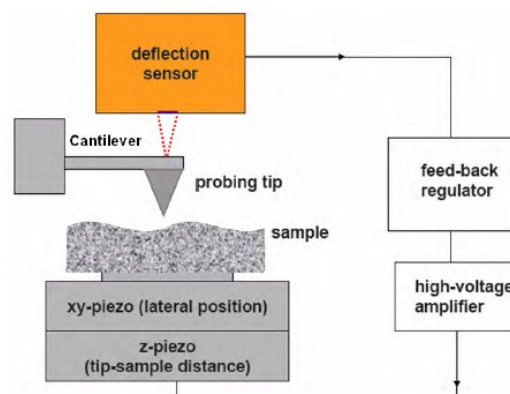 deflection
sensor
Cantilever
probing tip
feed-back
regulator
sample
xy-piezo (lateral position)
high-voltage
amplifier
z-piezo
(tip-sample distance)